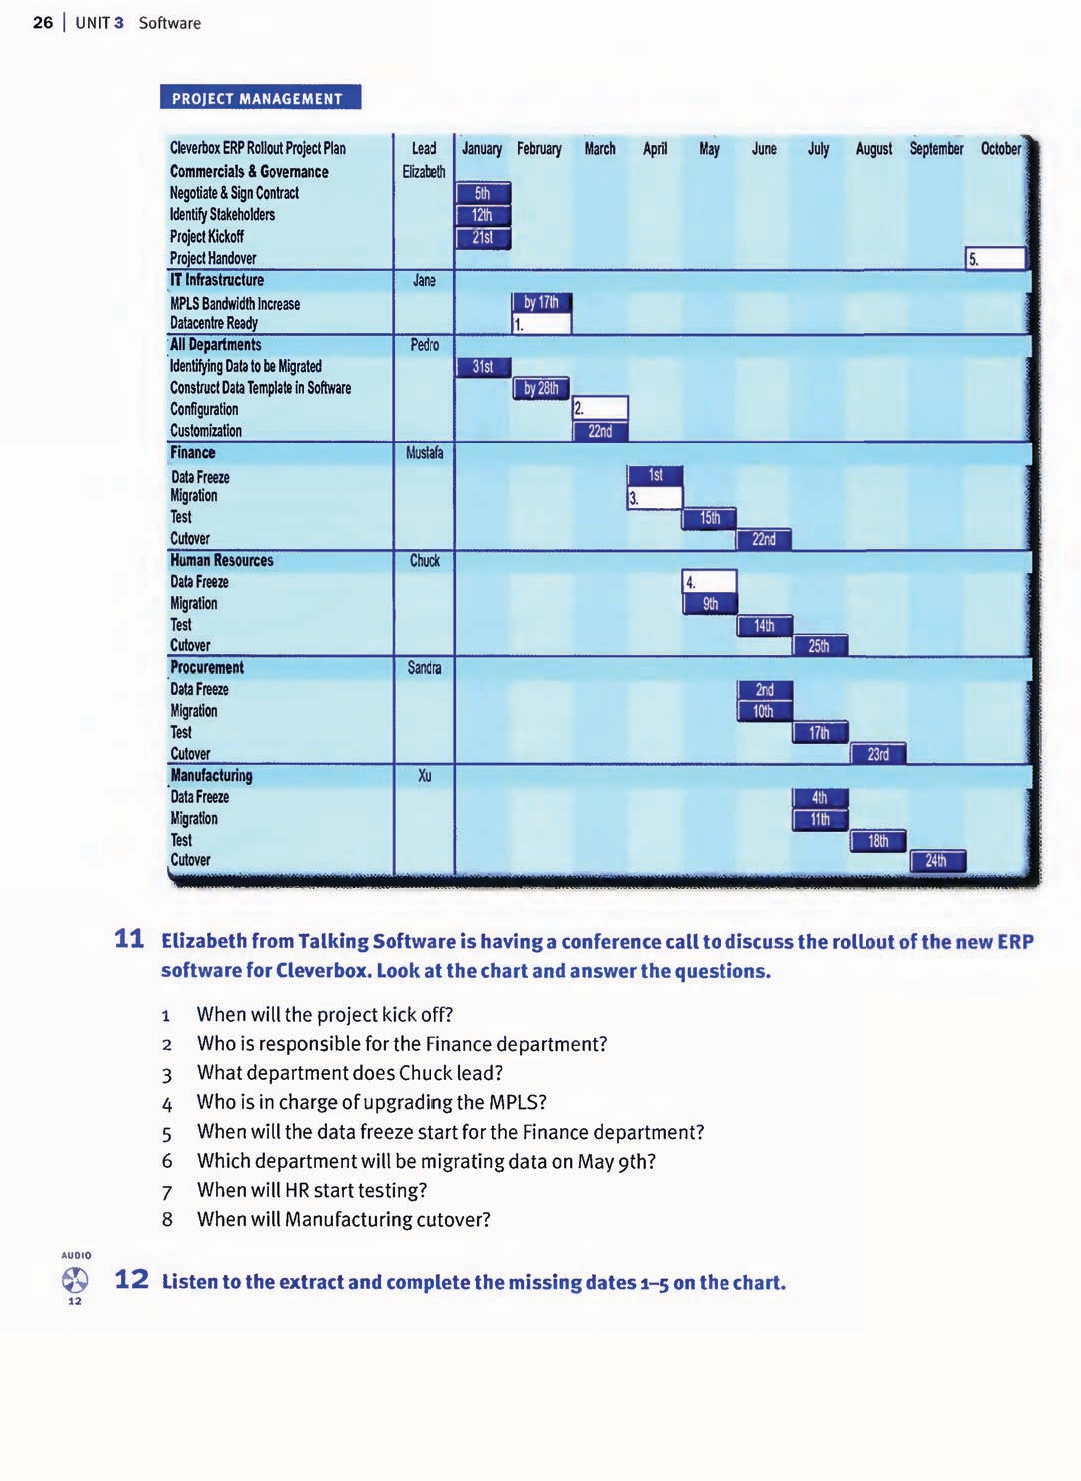 26 | UNIT 3 Software
PROJECT MANAGEMENT
Cleverbox ERP Rollout Project Plan Lead January February March April May June July August September October
Commercials & Governance Elizabeth
Negotiate & Sign Contract 5th
Identify Stakeholders 12th
Project Kickoff 21st
Project Handover 5.
IT Infrastructure Jane
MPLS Bandwidth Increase by 17th
Datacentre Ready 1.
All Departments Pedro
Identifying Data to be Migrated 31st
Construct Data Template in Software by 28th
Configuration 2.
Customization 22nd
Finance Mustafa
Data Freeze 1st
Migration 3.
Test 15th
Cutover 22nd
Human Resources Chuck
Data Freeze 4.
Migration 9th
Test 14th
Cutover 25th
Procurement Sandra
Data Freeze 2nd
Migration 10th
Test 17th
Cutover 23rd
Manufacturing Xu
Data Freeze 4th
Migration 11th
Test 18th
Cutover 24th
11 Elizabeth from Talking Software is having a conference call to discuss the rollout of the new ERP
software for Cleverbox. Look at the chart and answer the questions.
1 When will the project kick off?
2 Who is responsible for the Finance department?
3 What department does Chuck lead?
4 Who is in charge of upgrading the MPLS?
5 When will the data freeze start for the Finance department?
6 Which department will be migrating data on May 9th?
7 When will HR start testing?
8 When will Manufacturing cutover?
AUDIO
12
12 Listen to the extract and complete the missing dates 1–5 on the chart.